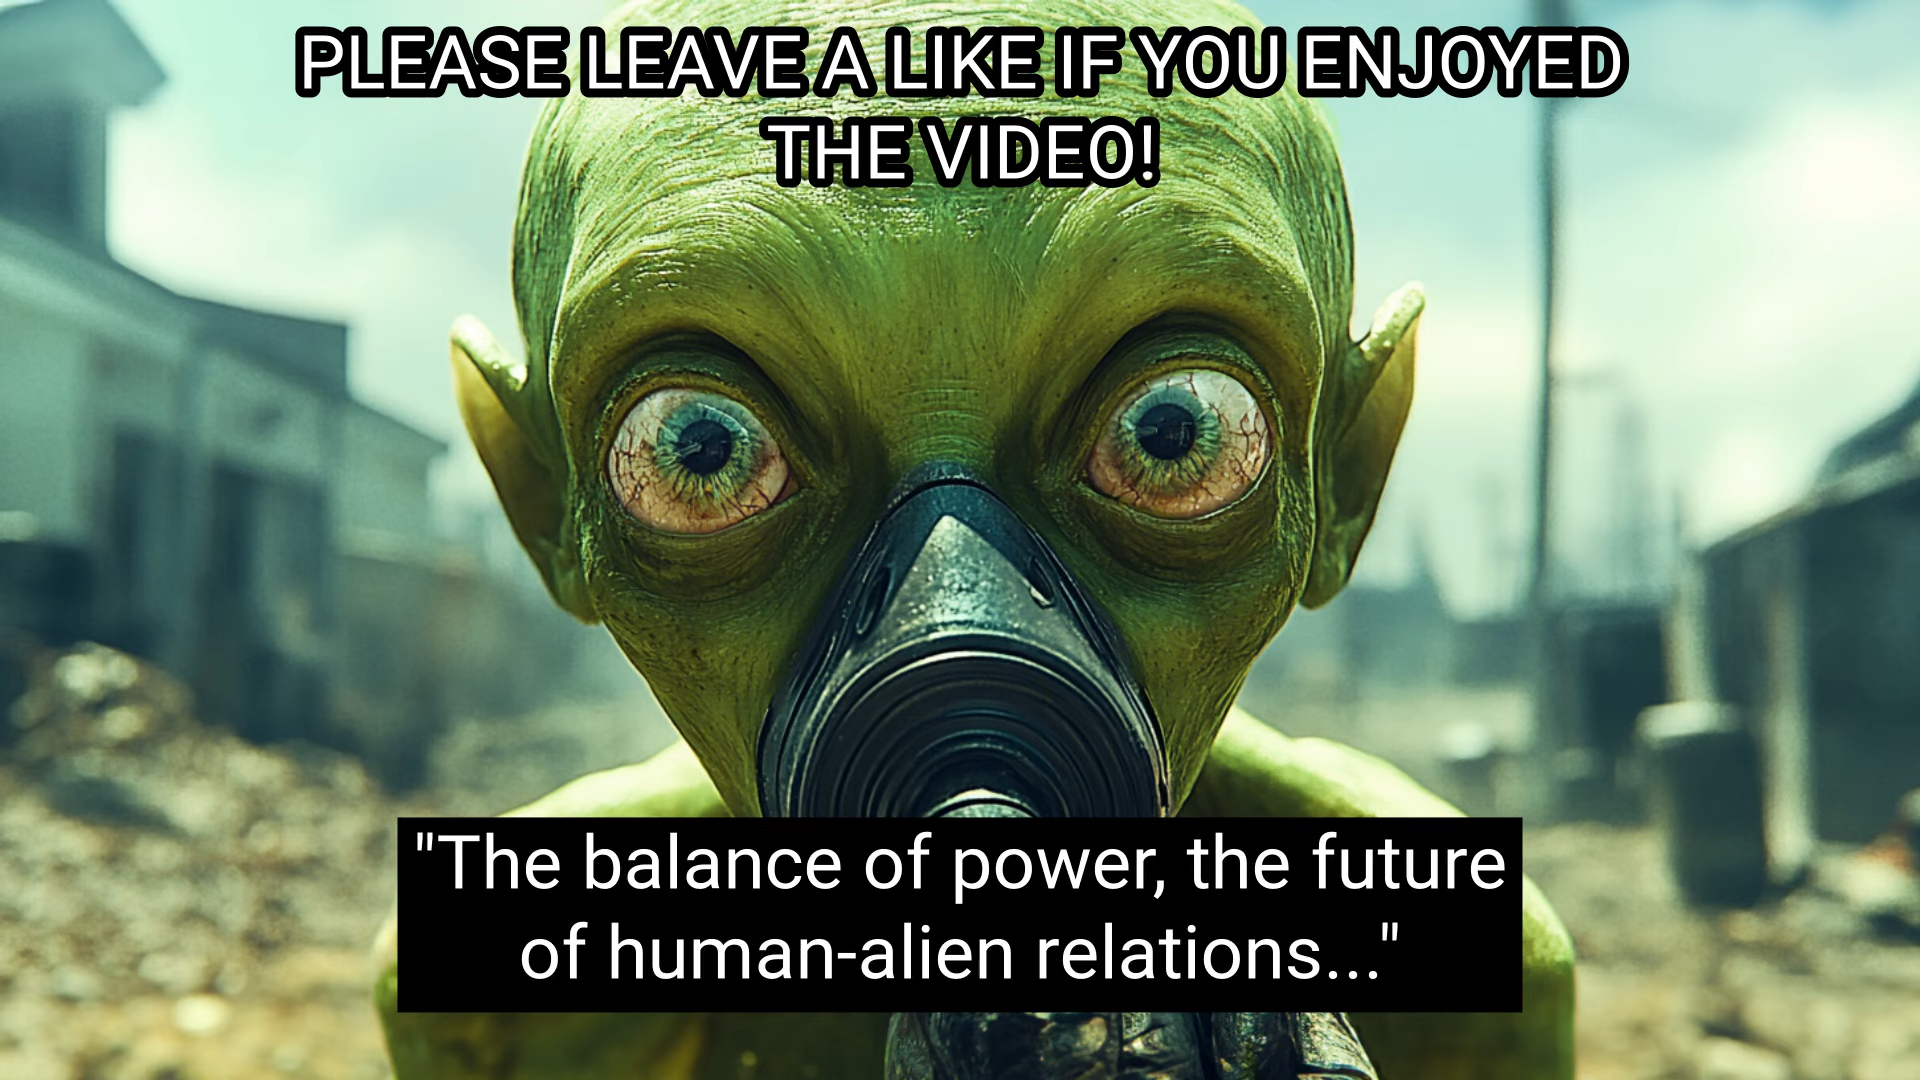 PLEASE LEAVE A LIKE IF YOU ENJOYED
THE VIDEO!
"The balance of power, the future
of human-alien relations..."